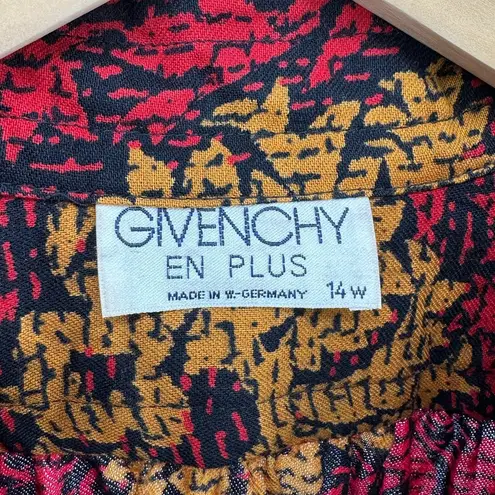 GIVENCHY
EN PLUS
MADE IN W.-GERMANY 14 W